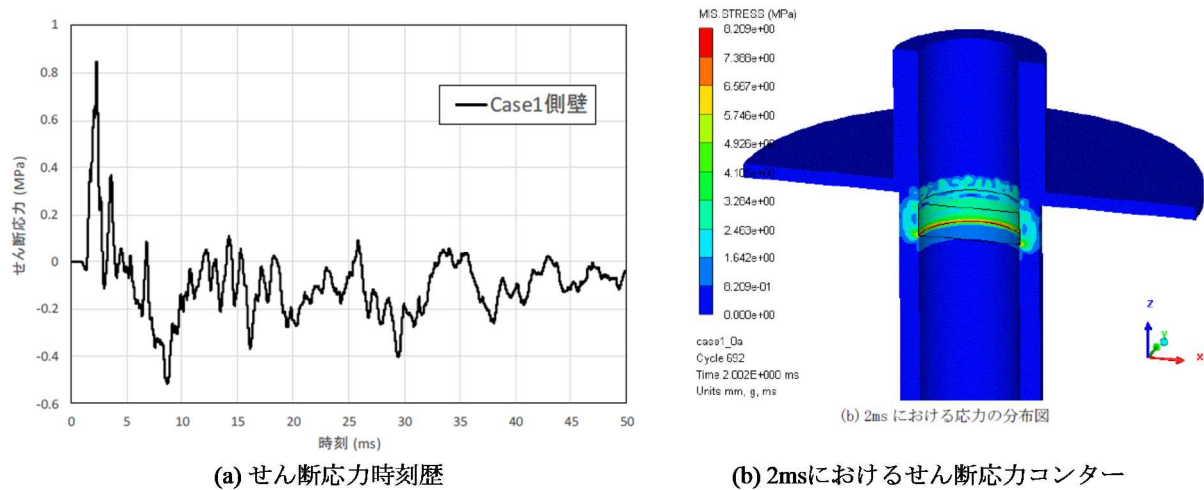 1
0.8
0.6
0.4
0.2
0
-0.2
-0.4
-0.6
せん断応力 (MPa)
Case1側壁
0 5 10 15 20 25 30 35 40 45 50
時刻 (ms)
(a) せん断応力時刻歴
MIS.STRESS (MPa)
8.209e+00
7.388e+00
6.567e+00
5.746e+00
4.926e+00
3.284e+00
2.463e+00
1.642e+00
8.209e-01
0.000e+00
case1_0a
Cycle 692
Time 2.002E+000 ms
Units mm, g, ms
Z
Y
X
(b) 2ms における応力の分布図
(b) 2msにおけるせん断応力コンター